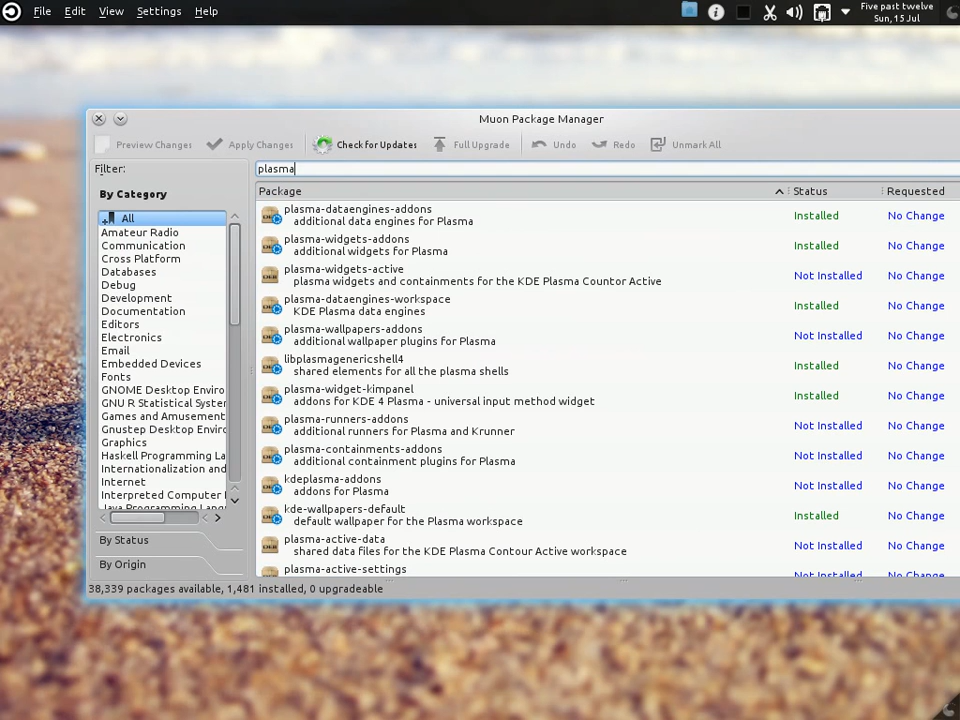 File Edit View Settings Help
Five past twelve
Sun, 15 Jul
Muon Package Manager
Preview Changes Apply Changes Check for Updates Full Upgrade Undo Redo Unmark All
Filter:
plasma
By Category
Package Status Requested
All
Amateur Radio
Communication
Cross Platform
Databases
Debug
Development
Documentation
Editors
Electronics
Email
Embedded Devices
Fonts
GNOME Desktop Enviro
GNU R Statistical Syster
Games and Amusement
Gnustep Desktop Enviro
Graphics
Haskell Programming La
Internationalization and
Internet
Interpreted Computer
Java Programming Lang
By Status
By Origin
plasma-dataengines-addons Installed No Change
additional data engines for Plasma
plasma-widgets-addons Installed No Change
additional widgets for Plasma
plasma-widgets-active Not Installed No Change
plasma widgets and containments for the KDE Plasma Countor Active
plasma-dataengines-workspace Installed No Change
KDE Plasma data engines
plasma-wallpapers-addons Not Installed No Change
additional wallpaper plugins for Plasma
libplasmagenericshell4 Installed No Change
shared elements for all the plasma shells
plasma-widget-kimpanel Installed No Change
addons for KDE 4 Plasma - universal input method widget
plasma-runners-addons Not Installed No Change
additional runners for Plasma and Krunner
plasma-containments-addons Not Installed No Change
additional containment plugins for Plasma
kdeplasma-addons Not Installed No Change
addons for Plasma
kde-wallpapers-default Installed No Change
default wallpaper for the Plasma workspace
plasma-active-data Not Installed No Change
shared data files for the KDE Plasma Contour Active workspace
plasma-active-settings Not Installed No Change
38,339 packages available, 1,481 installed, 0 upgradeable